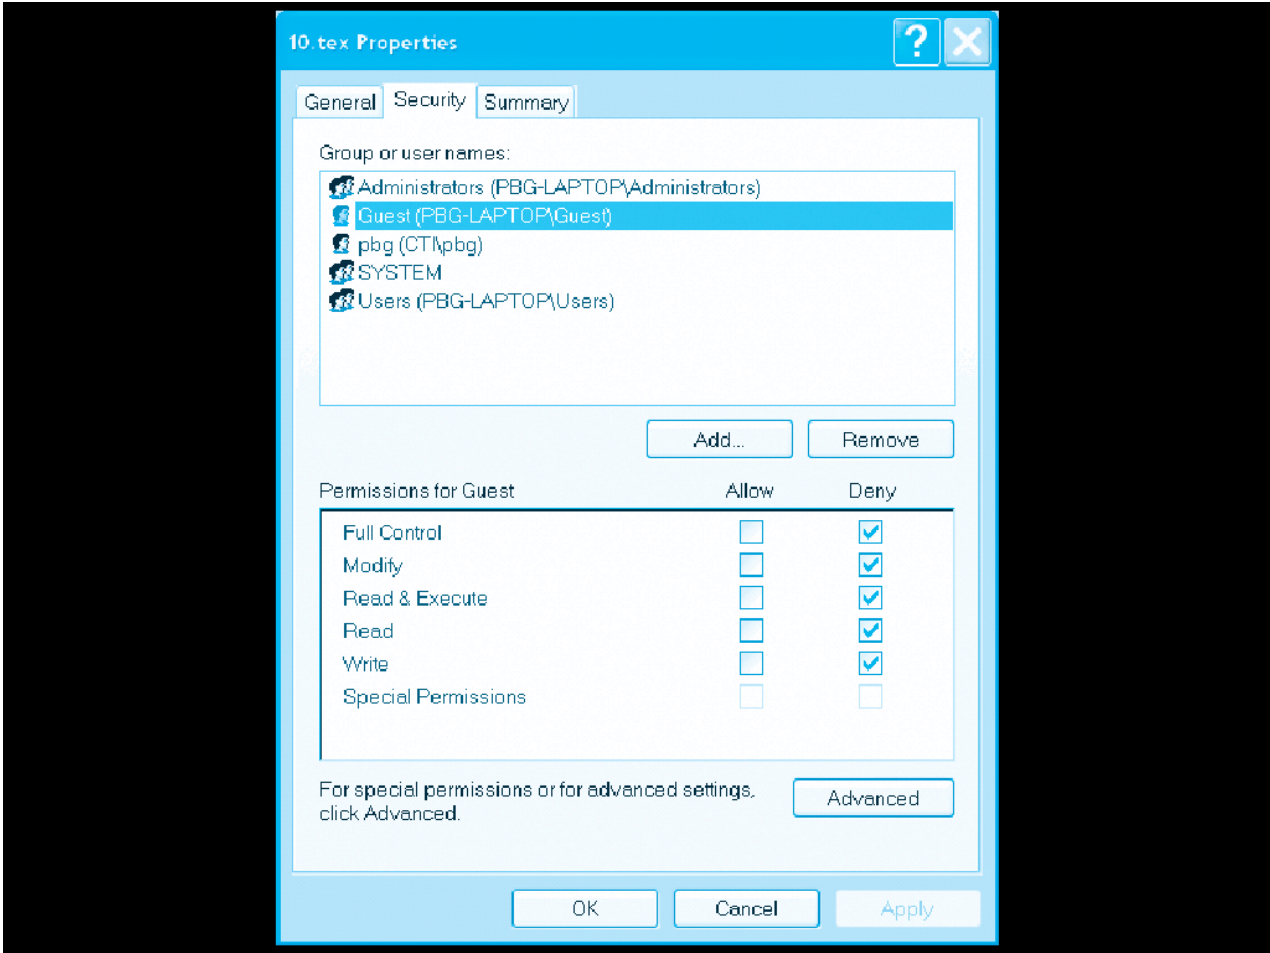 10.tex Properties
General Security Summary
Group or user names:
Administrators (PBG-LAPTOP\Administrators)
Guest (PBG-LAPTOP\Guest)
pbg (CTI\pbg)
SYSTEM
Users (PBG-LAPTOP\Users)
Add... Remove
Permissions for Guest Allow Deny
Full Control
Modify
Read & Execute
Read
Write
Special Permissions
For special permissions or for advanced settings,
click Advanced.
Advanced
OK Cancel Apply